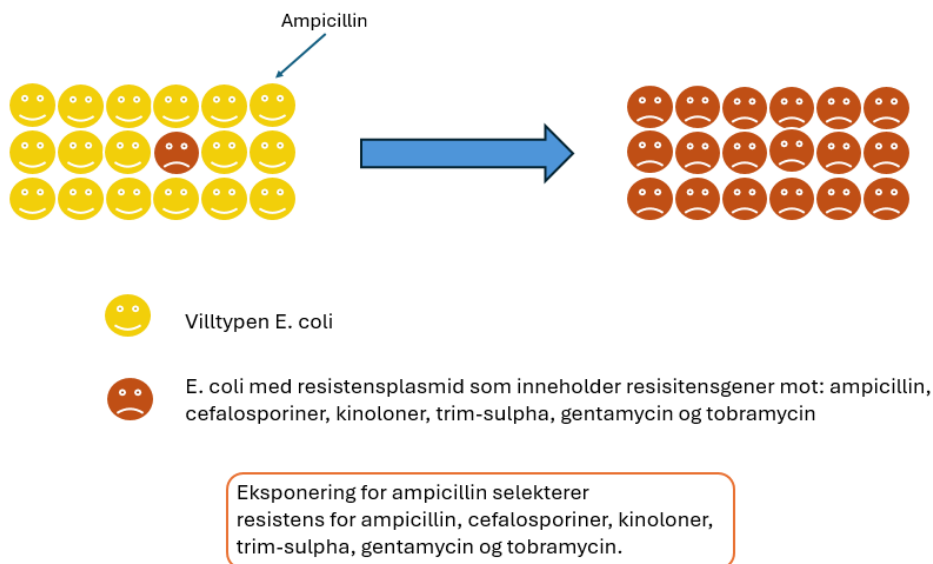 Ampicillin
Villtypen E. coli
E. coli med resistensplasmid som inneholder resisitensgener mot: ampicillin,
cefalosporiner, kinoloner, trim-sulpha, gentamycin og tobramycin
Eksponering for ampicillin selekterer
resistens for ampicillin, cefalosporiner, kinoloner,
trim-sulpha, gentamycin og tobramycin.